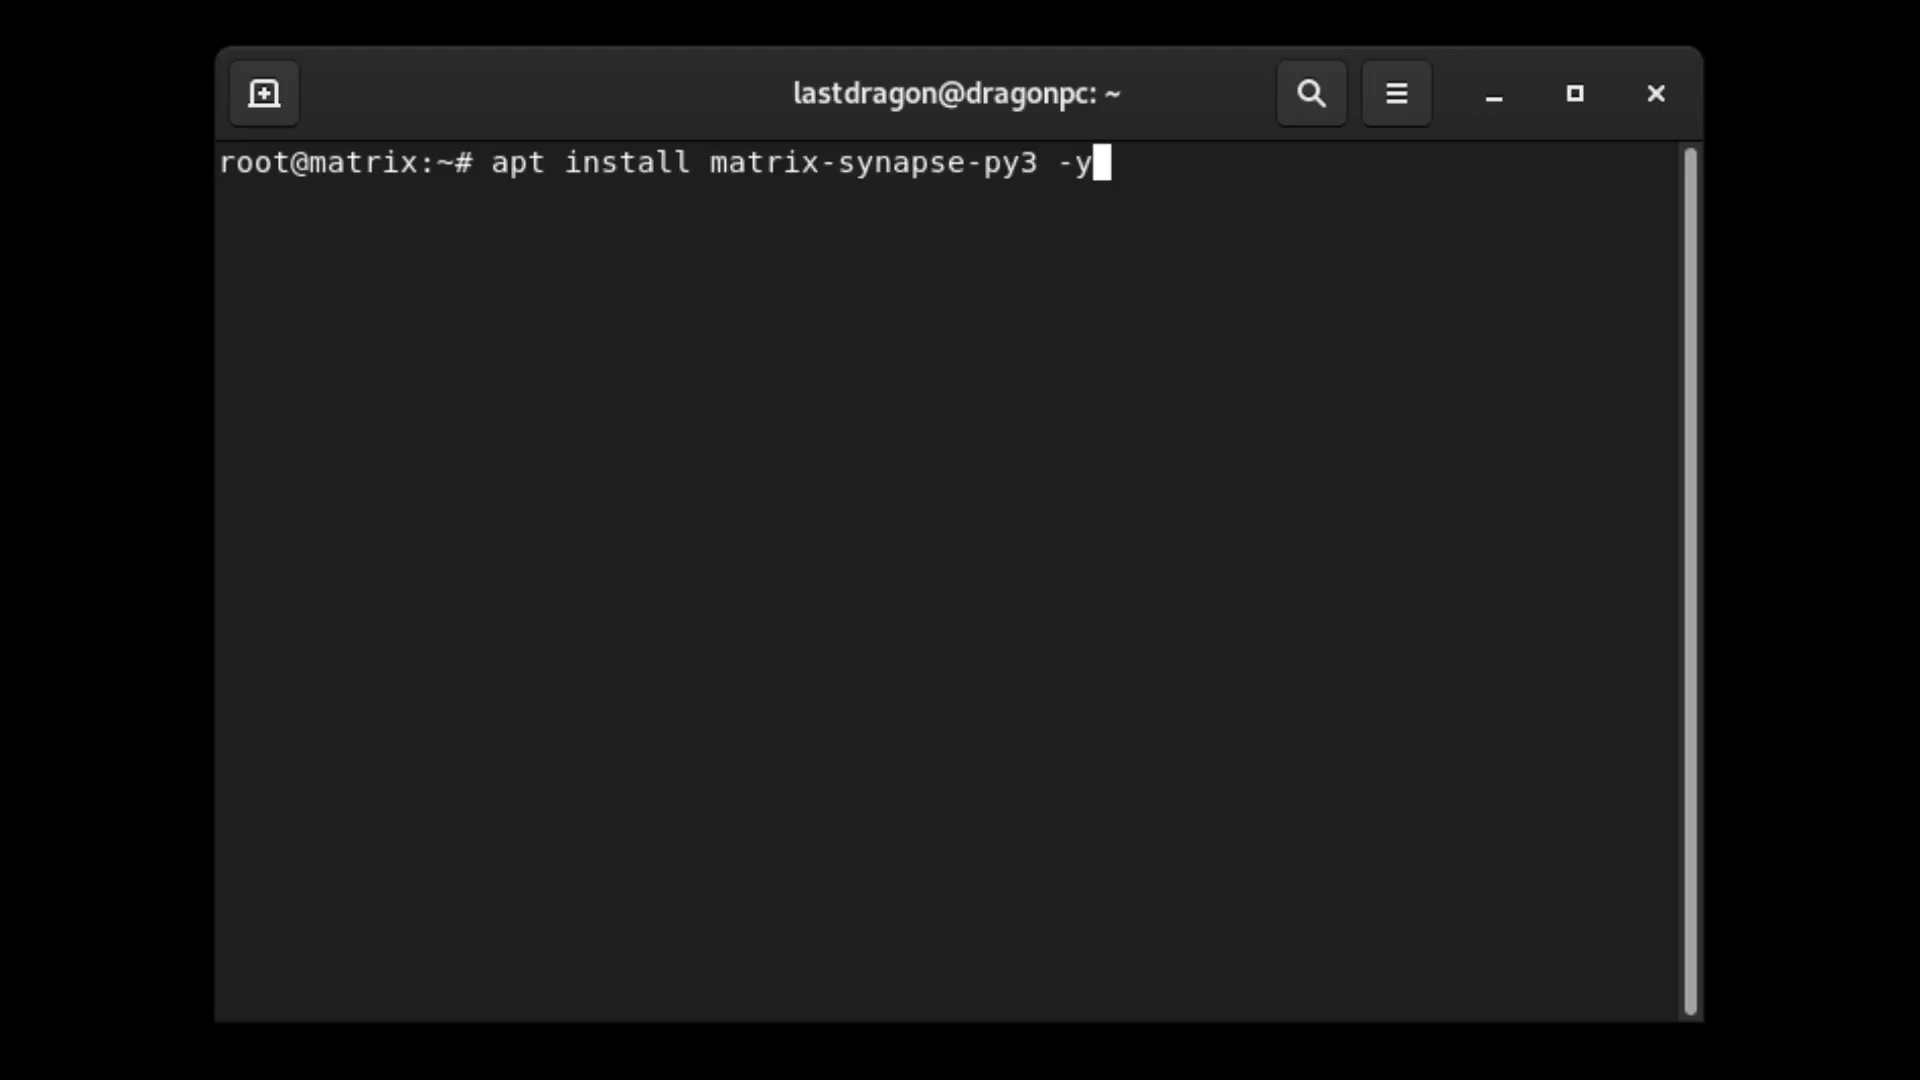 lastdragon@dragonpc: ~
root@matrix:~# apt install matrix-synapse-py3 -y